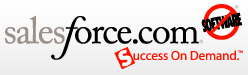 salesforce.com
SOFTWARE
Success On Demand.™